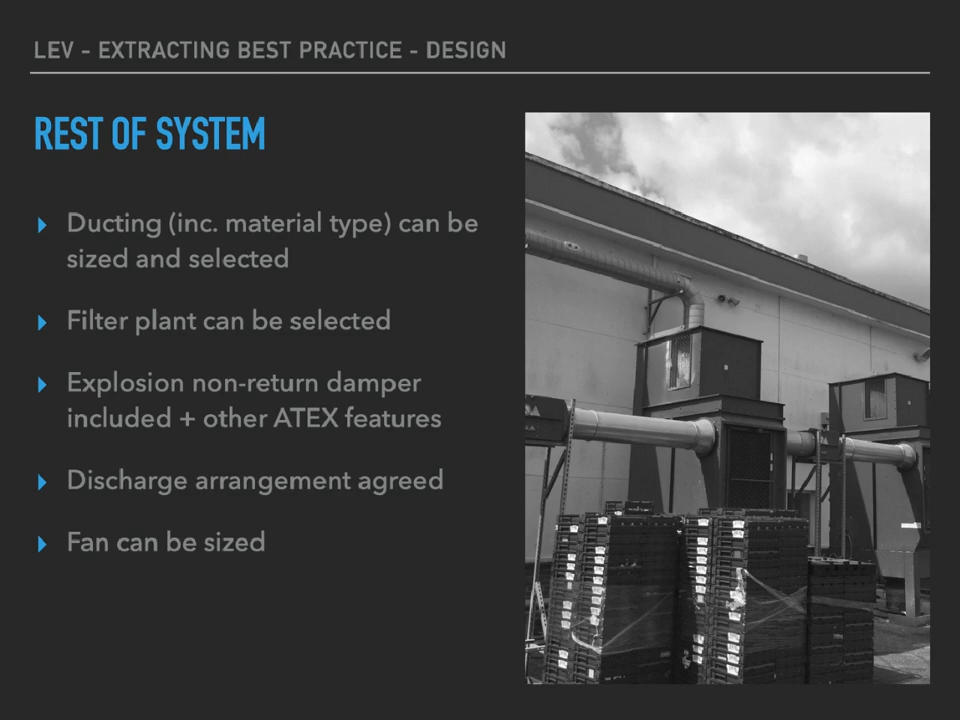 LEV - EXTRACTING BEST PRACTICE - DESIGN
REST OF SYSTEM
Ducting (inc. material type) can be
sized and selected
Filter plant can be selected
Explosion non-return damper
included + other ATEX features
Discharge arrangement agreed
Fan can be sized